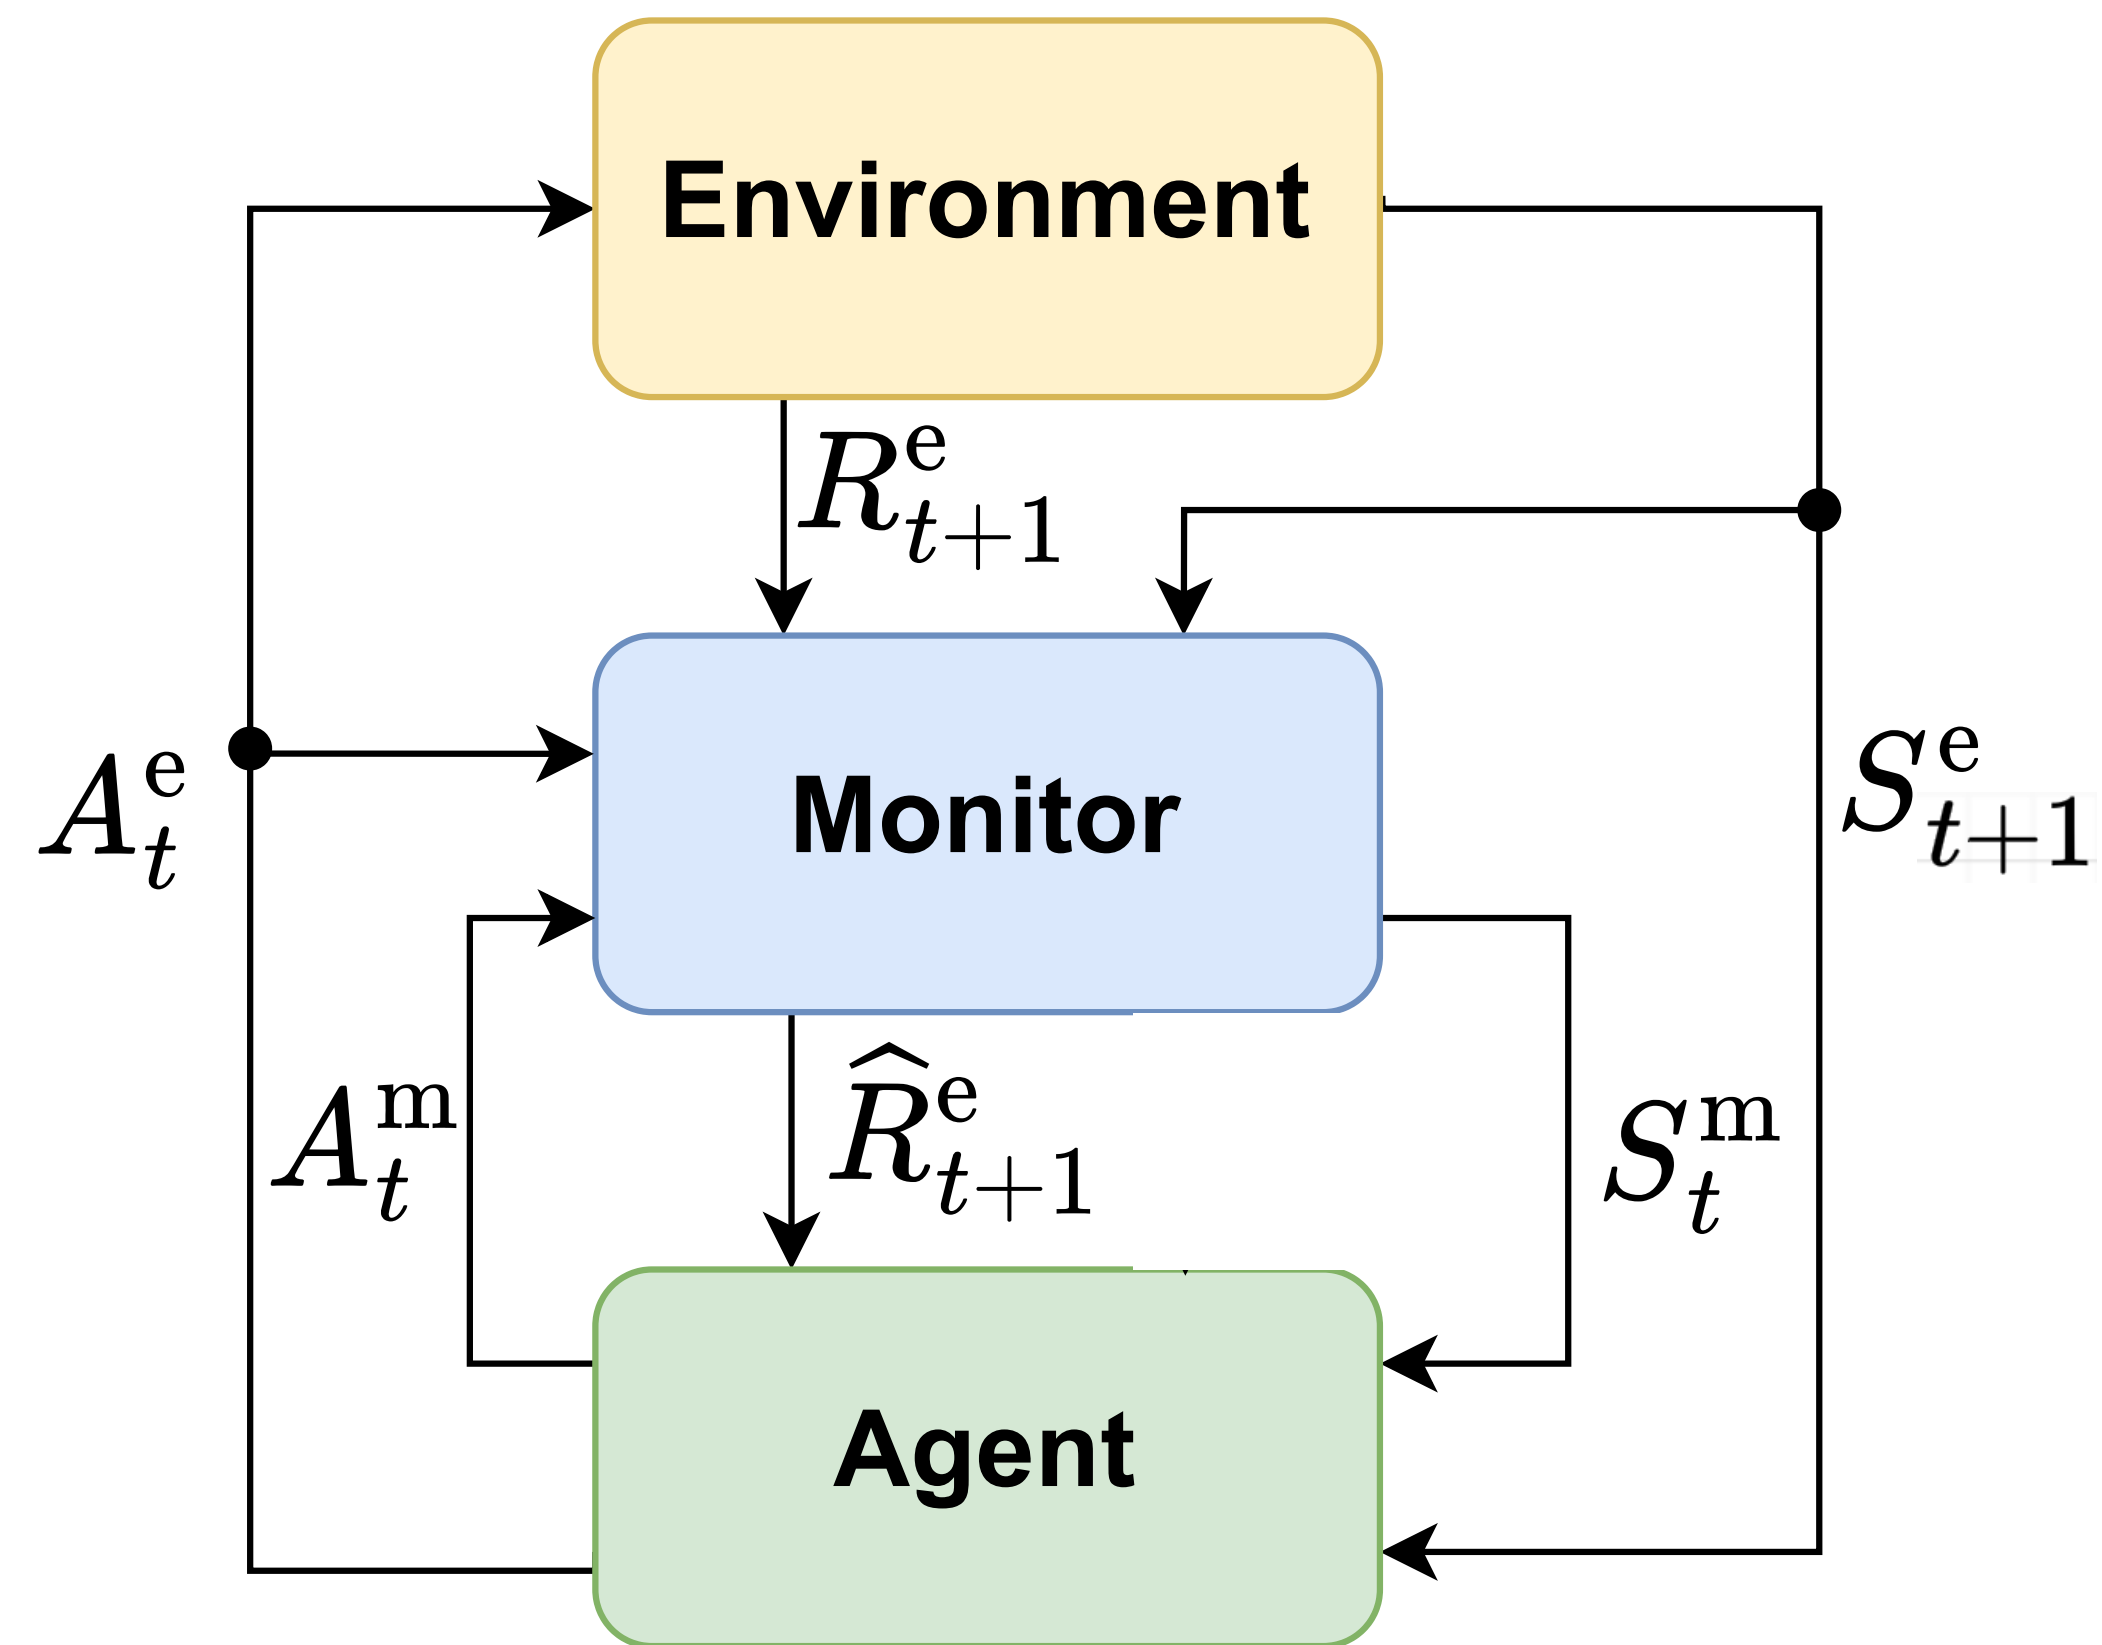 Environment
R^e_{t+1}
A^e_t
Monitor
S^e_{t+1}
A^m_t
\widehat{R}^e_{t+1}
S^m_t
Agent